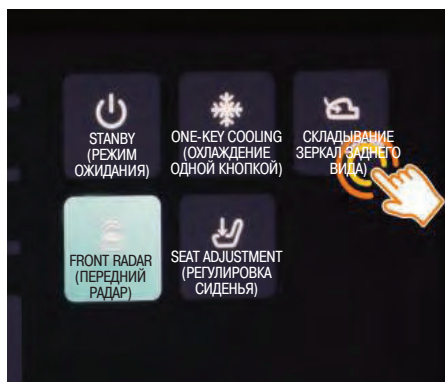 STANBY
(РЕЖИМ
ОЖИДАНИЯ)
ONE-KEY COOLING
(ОХЛАЖДЕНИЕ
ОДНОЙ КНОПКОЙ)
СКЛАДЫВАНИЕ
ЗЕРКАЛ ЗАДНЕГО
ВИДА)
FRONT RADAR
(ПЕРЕДНИЙ
РАДАР)
SEAT ADJUSTMENT
(РЕГУЛИРОВКА
СИДЕНЬЯ)